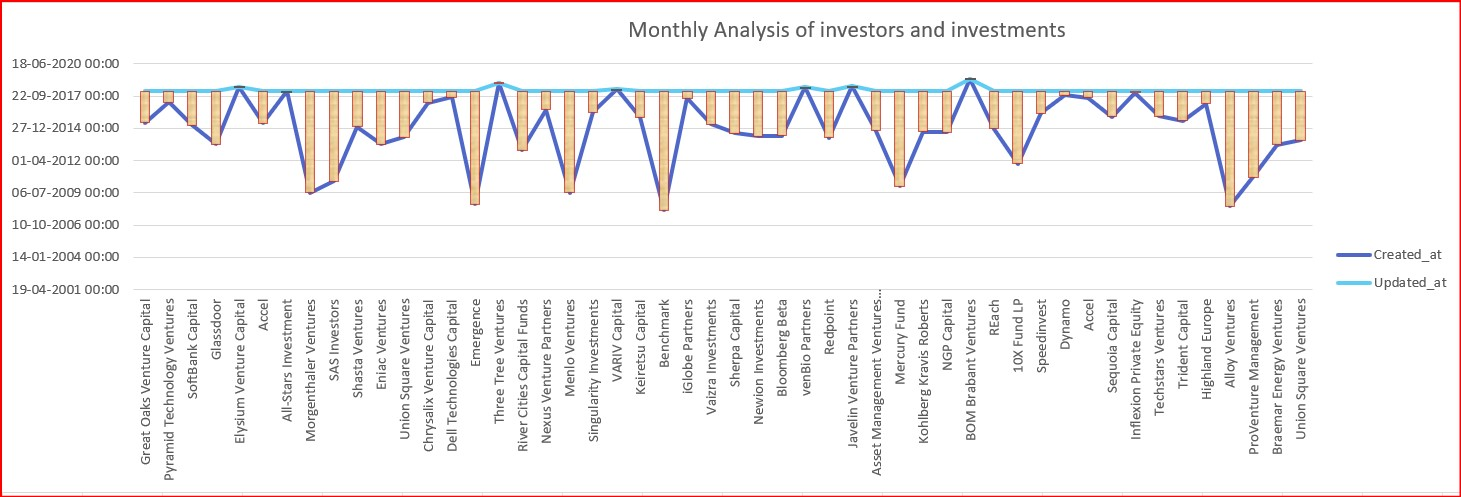 Monthly Analysis of investors and investments
18-06-2020 00:00
22-09-2017 00:00
27-12-2014 00:00
01-04-2012 00:00
06-07-2009 00:00
10-10-2006 00:00
14-01-2004 00:00
19-04-2001 00:00
Great Oaks Venture Capital
Pyramid Technology Ventures
SoftBank Capital
Glassdoor
Elysium Venture Capital
Accel
All-Stars Investment
Morgenthaler Ventures
SAS Investors
Shasta Ventures
Eniac Ventures
Union Square Ventures
Chrysalix Venture Capital
Dell Technologies Capital
Emergence
Three Tree Ventures
River Cities Capital Funds
Nexus Venture Partners
Menlo Ventures
Singularity Investments
VARIV Capital
Keiretsu Capital
Benchmark
iGlobe Partners
Vaizra Investments
Sherpa Capital
Newion Investments
Bloomberg Beta
venBio Partners
Redpoint
Javelin Venture Partners
Asset Management Ventures…
Mercury Fund
Kohlberg Kravis Roberts
NGP Capital
BOM Brabant Ventures
REach
10X Fund LP
Speedinvest
Dynamo
Accel
Sequoia Capital
Inflexion Private Equity
Techstars Ventures
Trident Capital
Highland Europe
Alloy Ventures
ProVenture Management
Braemar Energy Ventures
Union Square Ventures
Created_at
Updated_at